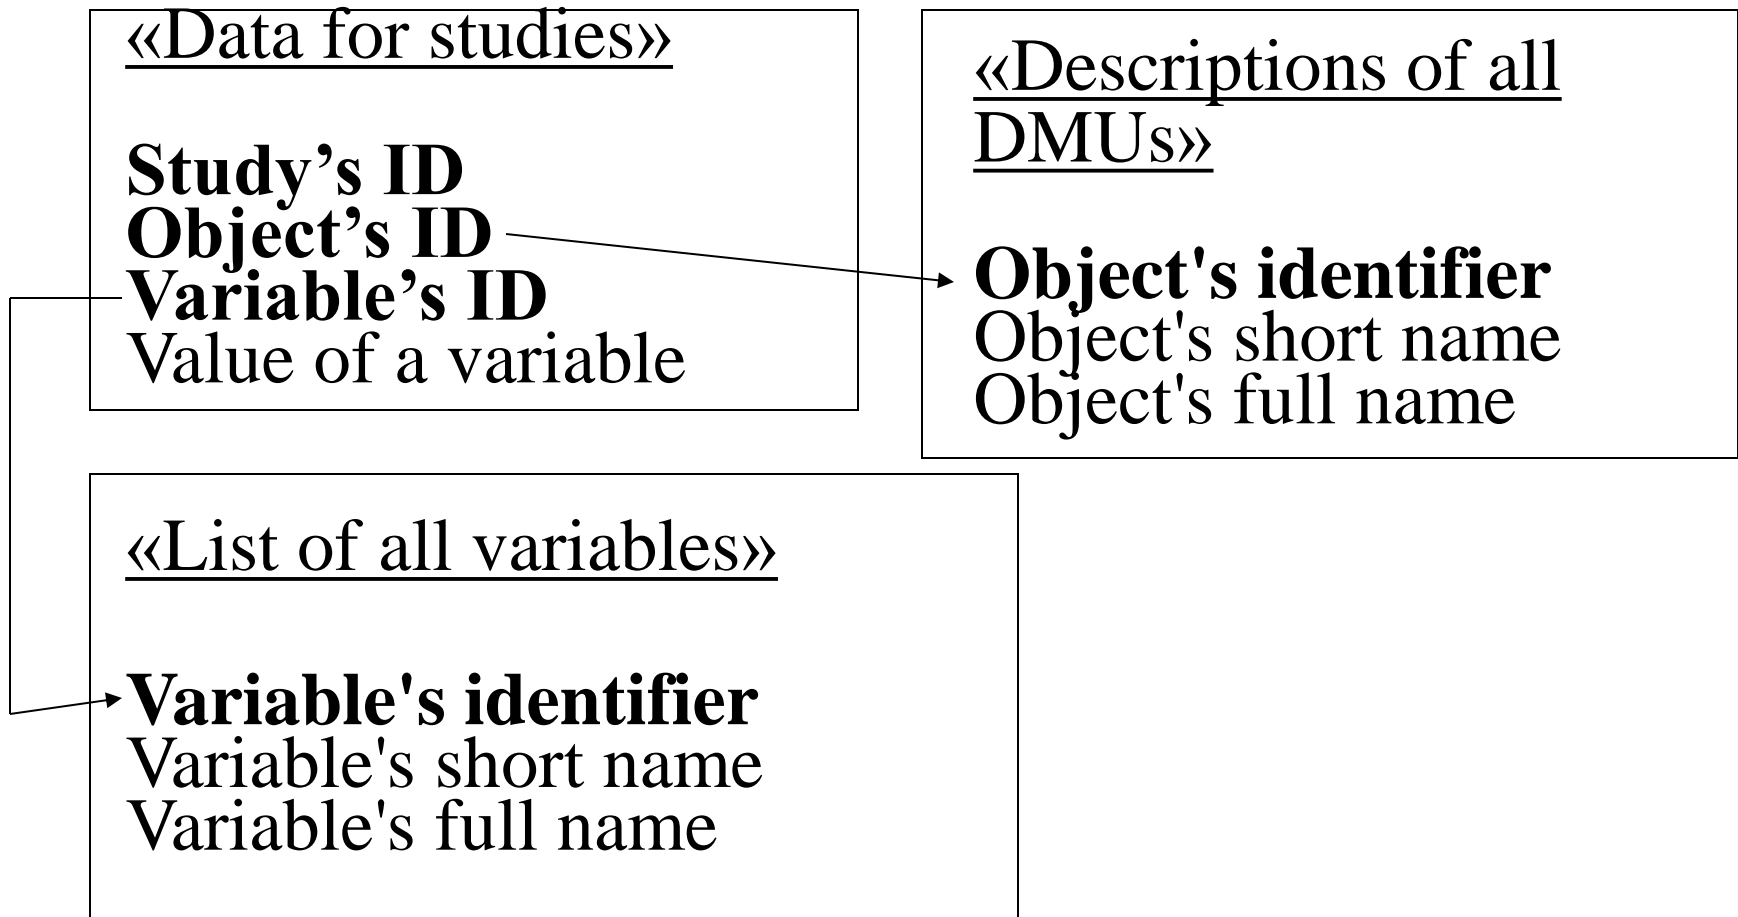 «Data for studies»
Study’s ID
Object’s ID
Variable’s ID
Value of a variable
«Descriptions of all
DMUs»
Object's identifier
Object's short name
Object's full name
«List of all variables»
Variable's identifier
Variable's short name
Variable's full name